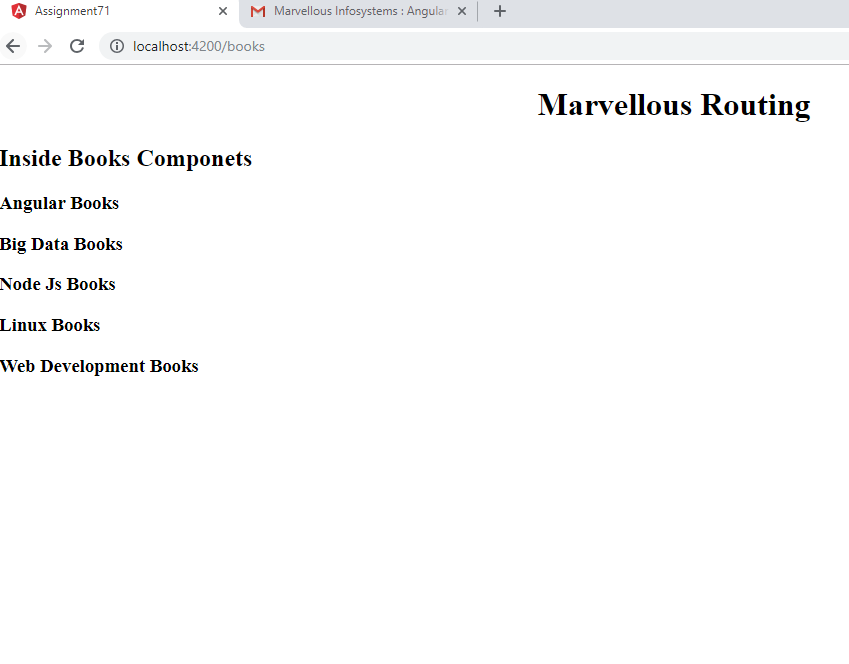 Assignment71
Marvellous Infosystems : Angular
localhost:4200/books
Marvellous Routing
Inside Books Componets
Angular Books
Big Data Books
Node Js Books
Linux Books
Web Development Books